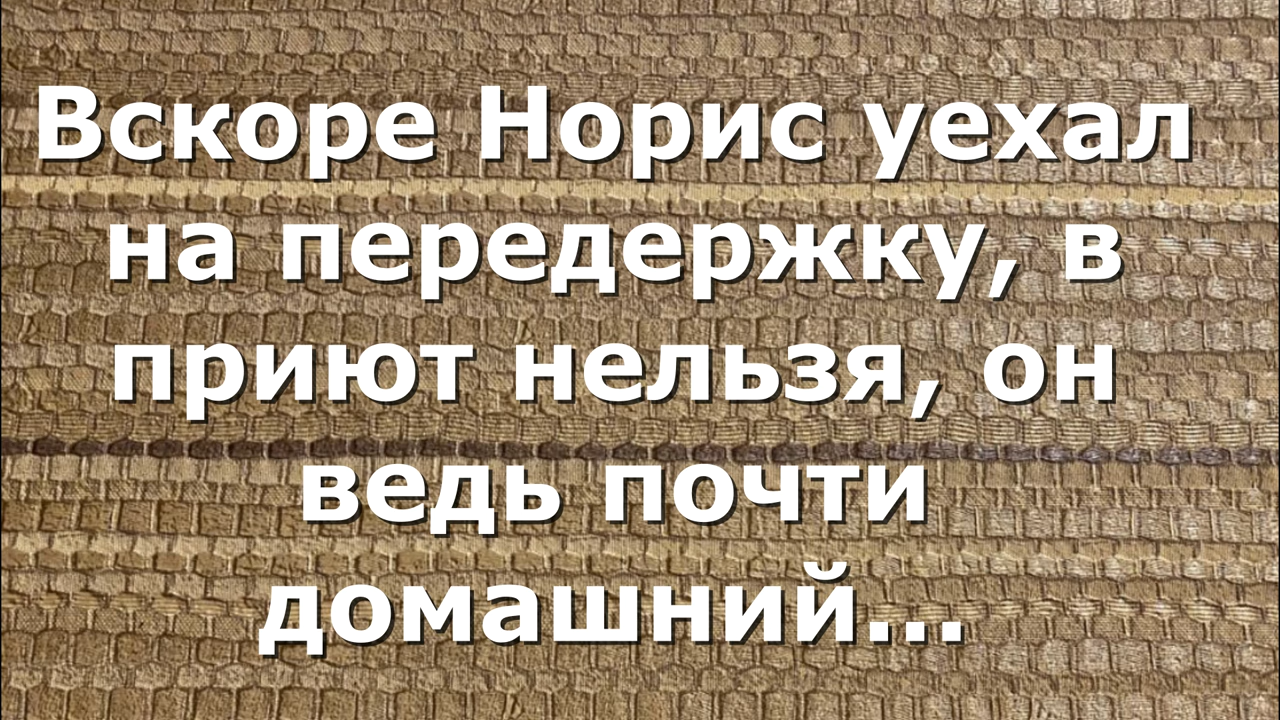 Вскоре Норис уехал
на передержку, в
приют нельзя, он
ведь почти
домашний...